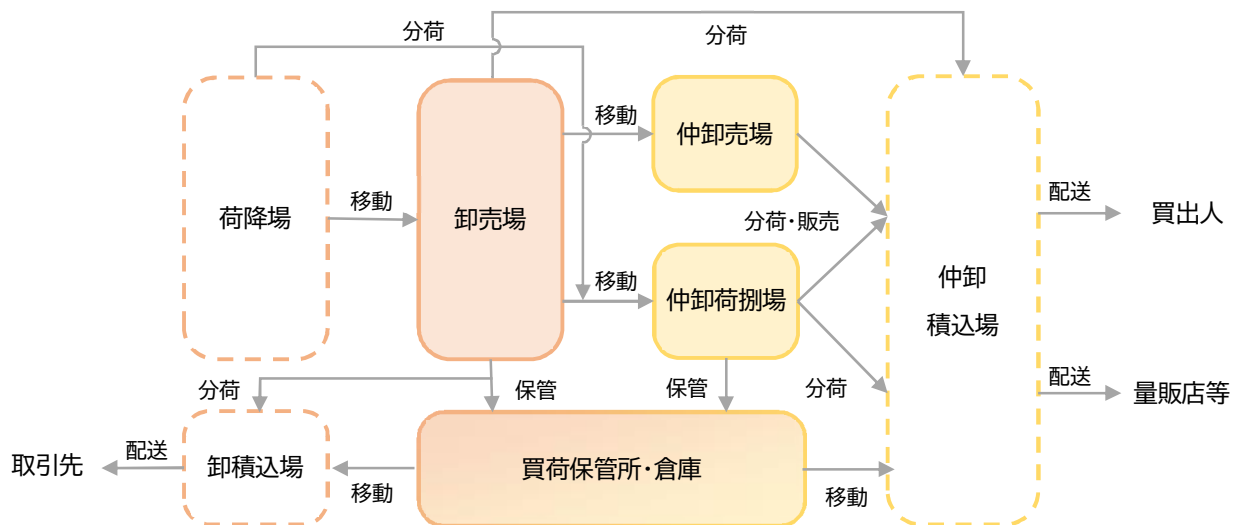 分荷
分荷
移動
仲卸売場
荷降場
移動
卸売場
分荷・販売
配送
買出人
移動
仲卸荷捌場
仲卸
積込場
分荷
保管
保管
分荷
配送
量販店等
取引先
配送
卸積込場
移動
買荷保管所・倉庫
移動